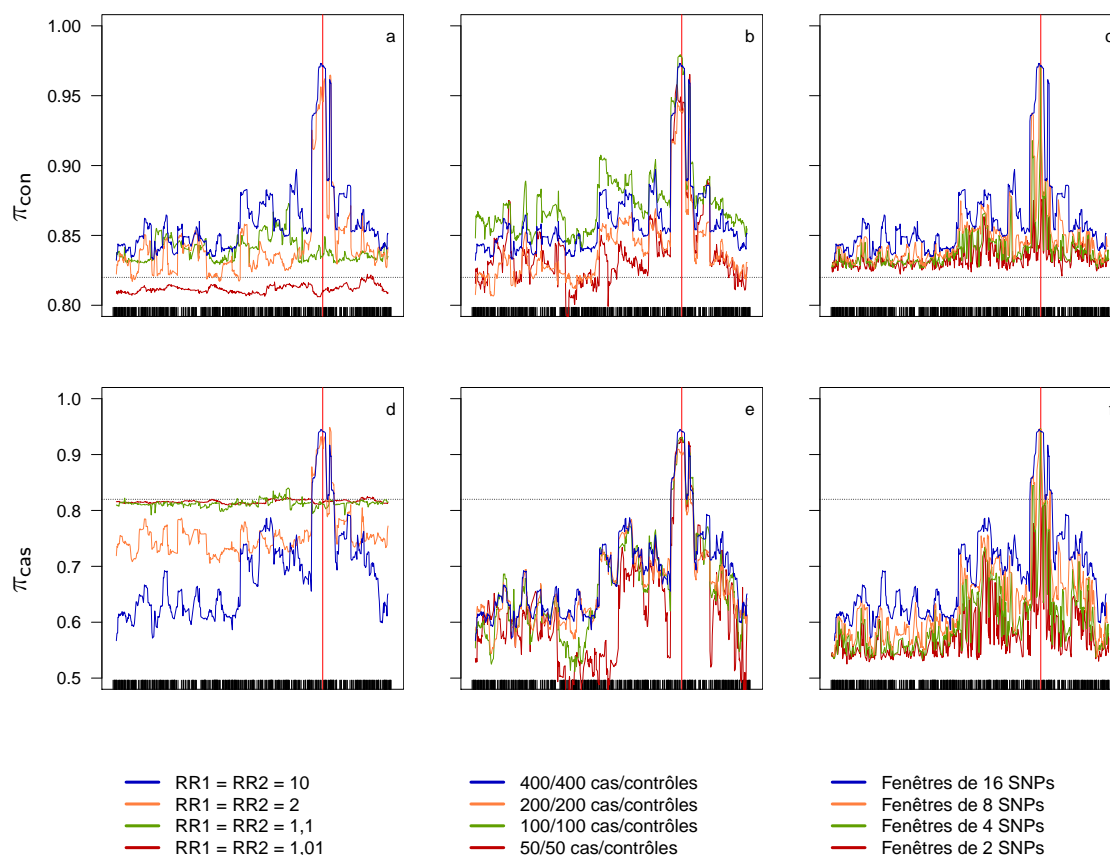 a
b
1.00
0.95
0.90
0.85
0.80
πcon
d
e
1.0
0.9
0.8
0.7
0.6
0.5
πcas
RR1 = RR2 = 10
RR1 = RR2 = 2
RR1 = RR2 = 1,1
RR1 = RR2 = 1,01
400/400 cas/contrôles
200/200 cas/contrôles
100/100 cas/contrôles
50/50 cas/contrôles
Fenêtres de 16 SNPs
Fenêtres de 8 SNPs
Fenêtres de 4 SNPs
Fenêtres de 2 SNPs